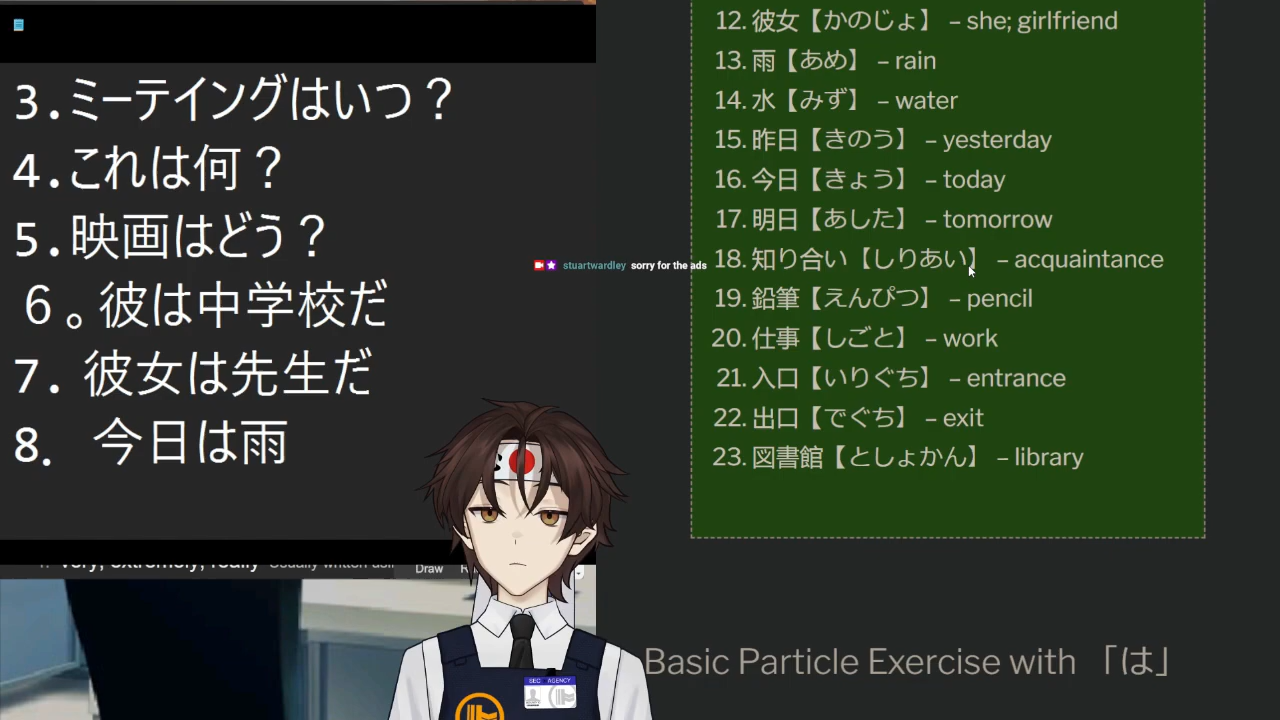 3.ミーテイングはいつ？
4.これは何？
5.映画はどう？
６。彼は中学校だ
7. 彼女は先生だ
8. 今日は雨
Draw
stuartwardley sorry for the ads
12. 彼女【かのじょ】 – she; girlfriend
13. 雨【あめ】 – rain
14. 水【みず】 – water
15. 昨日【きのう】 – yesterday
16. 今日【きょう】 – today
17. 明日【あした】 – tomorrow
18. 知り合い【しりあい】 – acquaintance
19. 鉛筆【えんぴつ】 – pencil
20. 仕事【しごと】 – work
21. 入口【いりぐち】 – entrance
22. 出口【でぐち】 – exit
23. 図書館【としょかん】 – library
Basic Particle Exercise with 「は」
SEC AGENCY